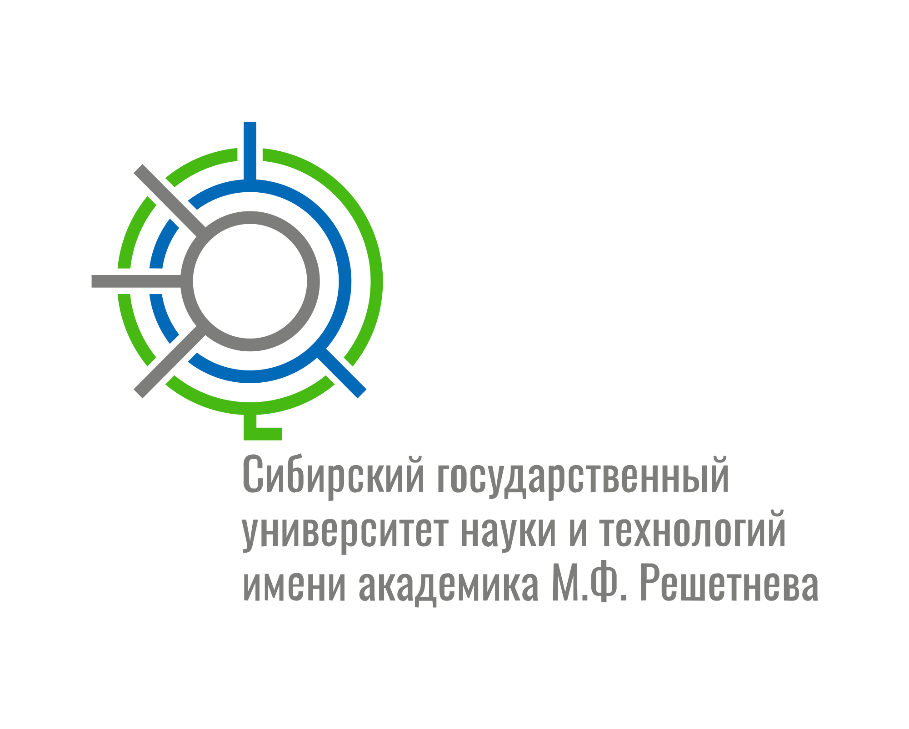 Сибирский государственный
университет науки и технологий
имени академика М.Ф. Решетнева